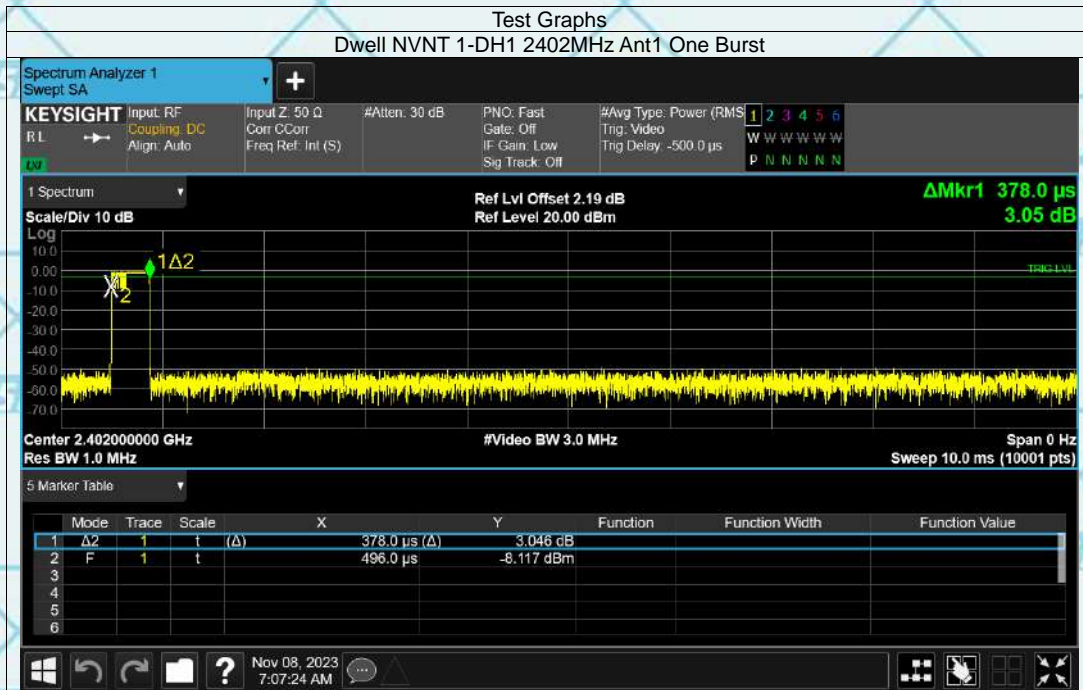 Test Graphs
Dwell NVNT 1-DH1 2402MHz Ant1 One Burst
Spectrum Analyzer 1
Swept SA
+
KEYSIGHT Input: RF Input Z: 50 Ω #Atten: 30 dB PNO: Fast #Avg Type: Power (RMS 1 2 3 4 5 6
RL Coupling: DC Corr CCorr Gate: Off Trig: Video W W W W W W
Align: Auto Freq Ref: Int (S) IF Gain: Low Trig Delay: -500.0 µs
LXI Sig Track: Off P N N N N N
1 Spectrum Ref Lvl Offset 2.19 dB ΔMkr1 378.0 µs
Scale/Div 10 dB Ref Level 20.00 dBm 3.05 dB
Log
10.0
1Δ2
0.00 TRIG LVL
-10.0 2
-20.0
-30.0
-40.0
-50.0
-60.0
-70.0
Center 2.402000000 GHz #Video BW 3.0 MHz Span 0 Hz
Res BW 1.0 MHz Sweep 10.0 ms (10001 pts)
5 Marker Table
Mode Trace Scale X Y Function Function Width Function Value
1 Δ2 1 t (Δ) 378.0 µs (Δ) 3.046 dB
2 F 1 t 496.0 µs -8.117 dBm
3
4
5
6
? Nov 08, 2023
7:07:24 AM